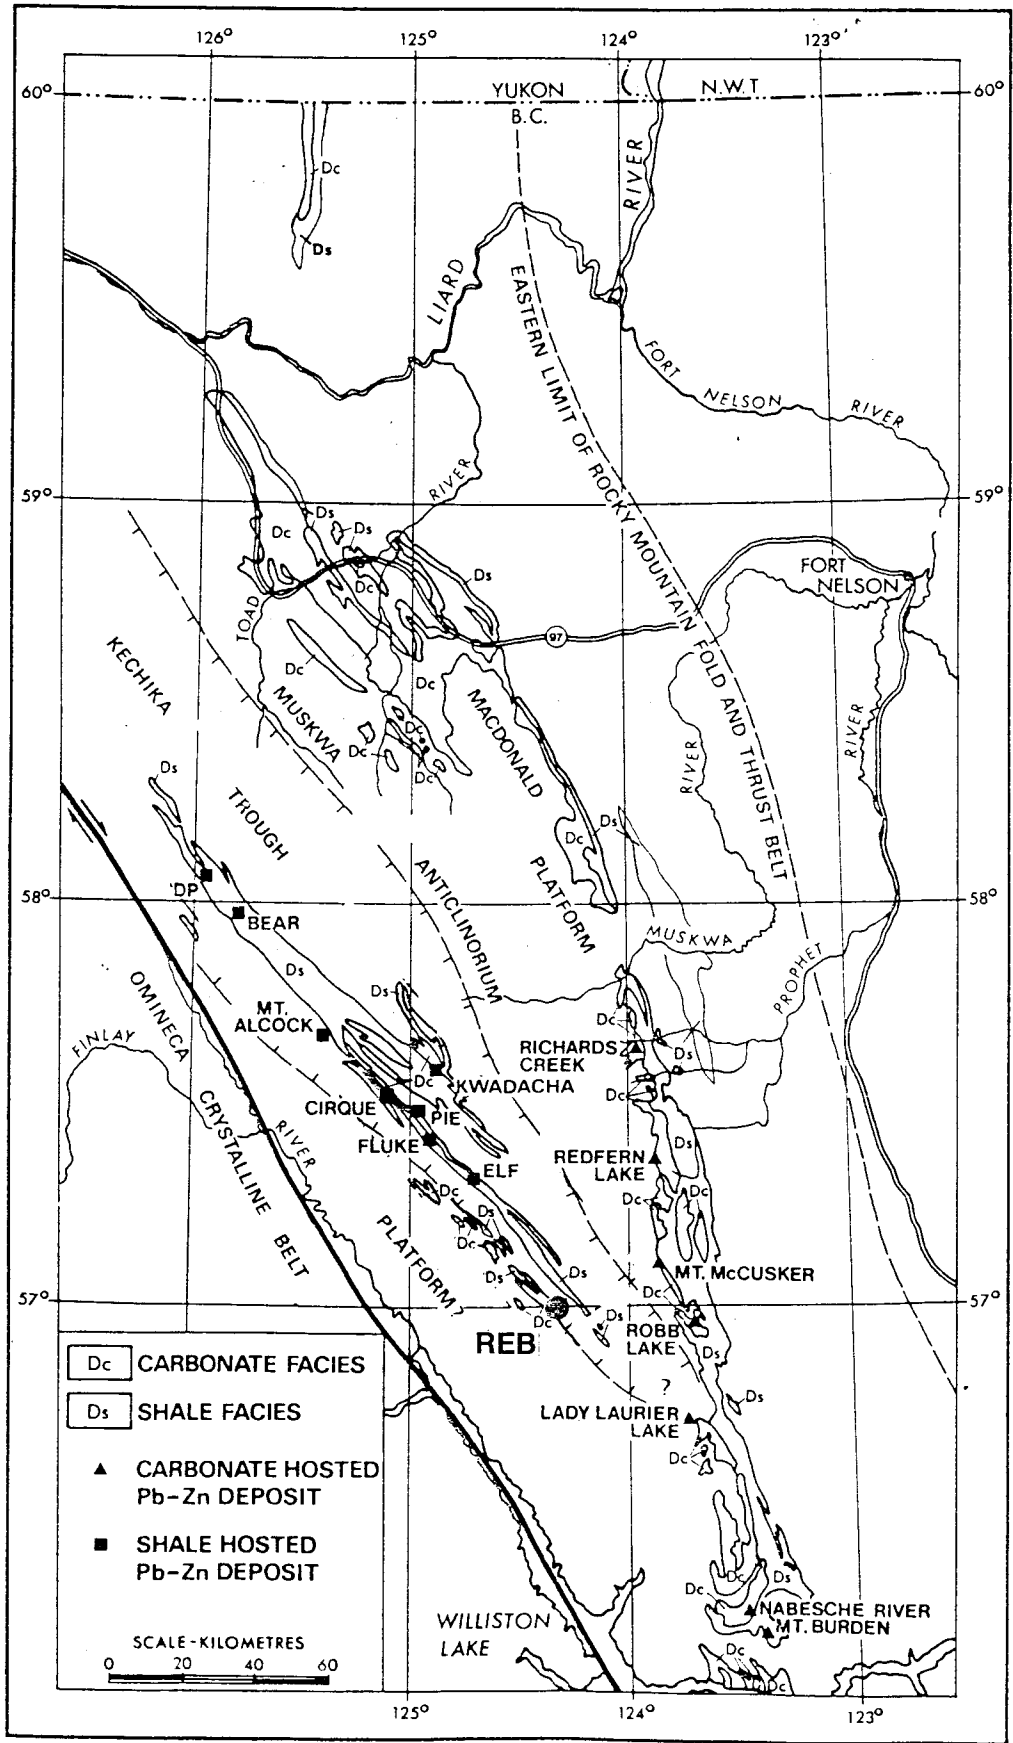 126° 125° 124° 123°
60° YUKON N.W.T 60°
B.C.
RIVER
Dc
Ds
LIARD
EASTERN LIMIT OF ROCKY MOUNTAIN FOLD AND THRUST BELT
FORT NELSON RIVER
RIVER
59° 59°
Ds
Ds
Dc
Ds
Dc
FORT
NELSON
TOAD
97
KECHIKA
Dc
MUSKWA
Dc
MACDONALD
Dc
Dc
Dc
RIVER
RIVER
Ds
TROUGH
Ds
Dc
DP
58° 58°
ANTICLINORIUM
PLATFORM
BEAR
MUSKWA
PROPHET
Ds
OMINECA
Ds
MT.
ALCOCK
FINLAY
Dc
RICHARDS
CREEK
Ds
Dc
KWADACHA
Dc
CIRQUE
PIE
CRYSTALLINE
RIVER
FLUKE
Ds
REDFERN
LAKE
ELF
Dc
Dc
Dc
Ds
Dc
BELT
PLATFORM?
Ds
Ds
MT. McCUSKER
Dc
57° 57°
Dc
Ds
REB
ROBB
LAKE
Ds
?
Ds
LADY LAURIER
LAKE
Dc
Dc CARBONATE FACIES
Ds SHALE FACIES
CARBONATE HOSTED
Pb-Zn DEPOSIT
SHALE HOSTED
Pb-Zn DEPOSIT
Dc
Ds
Dc
NABESCHE RIVER
MT. BURDEN
WILLISTON
LAKE
Dc
Dc
SCALE-KILOMETRES
0 20 40 60
125° 124° 123°